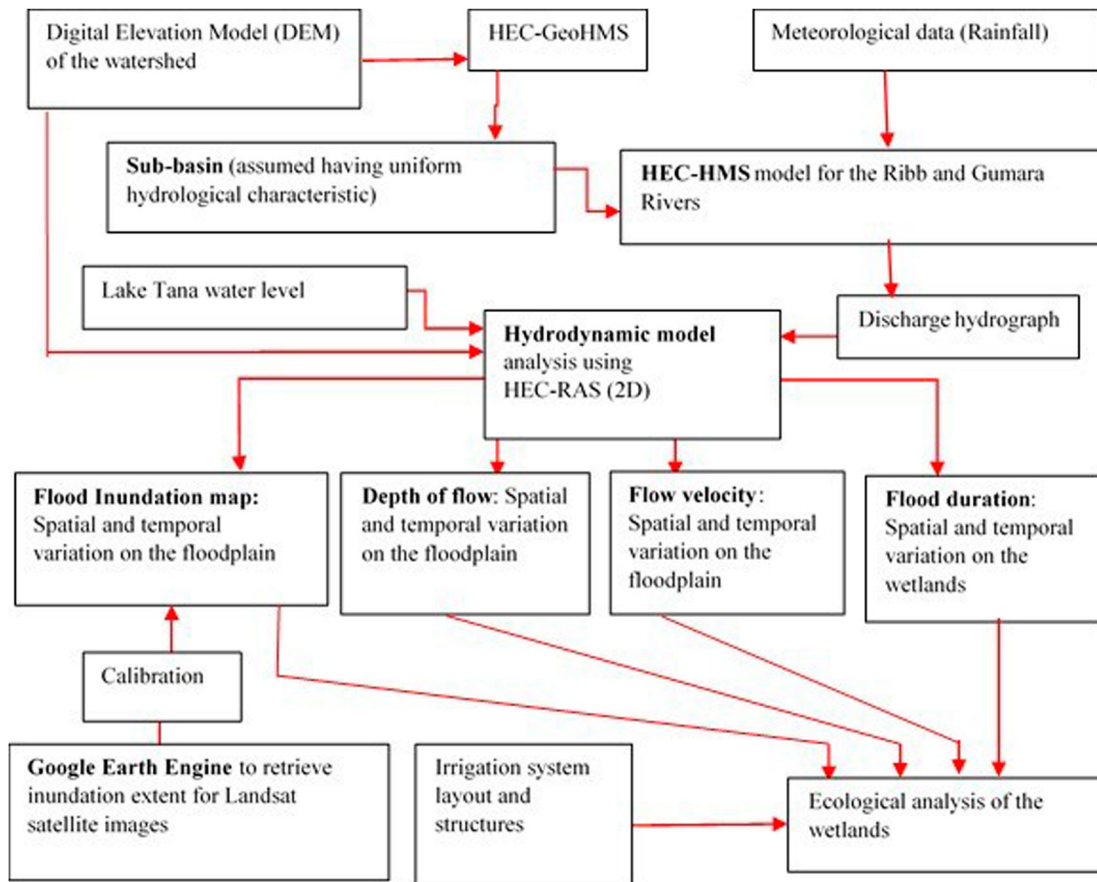 Digital Elevation Model (DEM)
of the watershed
HEC-GeoHMS
Meteorological data (Rainfall)
Sub-basin (assumed having uniform
hydrological characteristic)
HEC-HMS model for the Ribb and Gumara
Rivers
Lake Tana water level
Discharge hydrograph
Hydrodynamic model
analysis using
HEC-RAS (2D)
Flood Inundation map:
Spatial and temporal
variation on the floodplain
Depth of flow: Spatial
and temporal variation
on the floodplain
Flow velocity:
Spatial and temporal
variation on the
floodplain
Flood duration:
Spatial and temporal
variation on the
wetlands
Calibration
Google Earth Engine to retrieve
inundation extent for Landsat
satellite images
Irrigation system
layout and
structures
Ecological analysis of the
wetlands